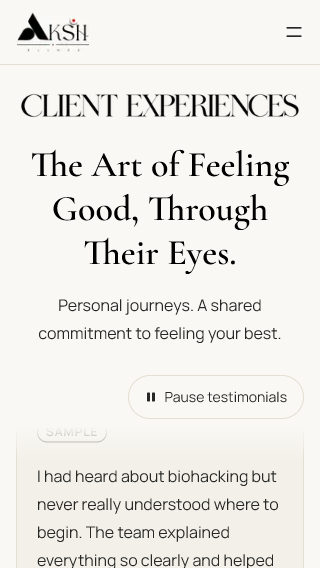 AKSH
CLIENT EXPERIENCES
The Art of Feeling
Good, Through
Their Eyes.
Personal journeys. A shared
commitment to feeling your best.
Pause testimonials
SAMPLE
I had heard about biohacking but
never really understood where to
begin. The team explained
everything so clearly and helped